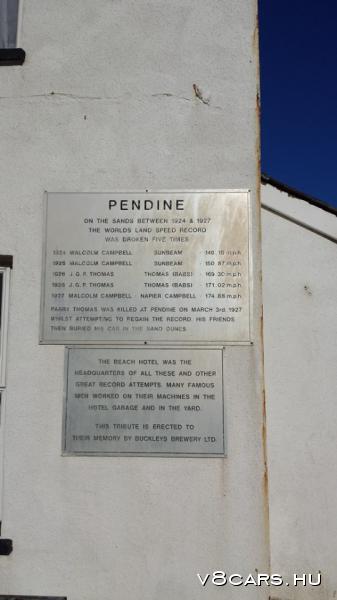 PENDINE
ON THE SANDS BETWEEN 1924 & 1927
THE WORLDS LAND SPEED RECORD
WAS BROKEN FIVE TIMES
1924 MALCOLM CAMPBELL SUNBEAM 146.16 m.p.h.
1925 MALCOLM CAMPBELL SUNBEAM 150.87 m.p.h.
1926 J.G.P. THOMAS THOMAS (BABS) 169.30 m.p.h.
1926 J.G.P. THOMAS THOMAS (BABS) 171.02 m.p.h.
1927 MALCOLM CAMPBELL NAPIER CAMPBELL 174.88 m.p.h.
PARRY THOMAS WAS KILLED AT PENDINE ON MARCH 3rd. 1927
WHILST ATTEMPTING TO REGAIN THE RECORD. HIS FRIENDS
THEN BURIED HIS CAR IN THE SAND DUNES.
THE BEACH HOTEL WAS THE
HEADQUARTERS OF ALL THESE AND OTHER
GREAT RECORD ATTEMPTS. MANY FAMOUS
MEN WORKED ON THEIR MACHINES IN THE
HOTEL GARAGE AND IN THE YARD.
THIS TRIBUTE IS ERECTED TO
THEIR MEMORY BY BUCKLEYS BREWERY LTD.
V8CARS.HU